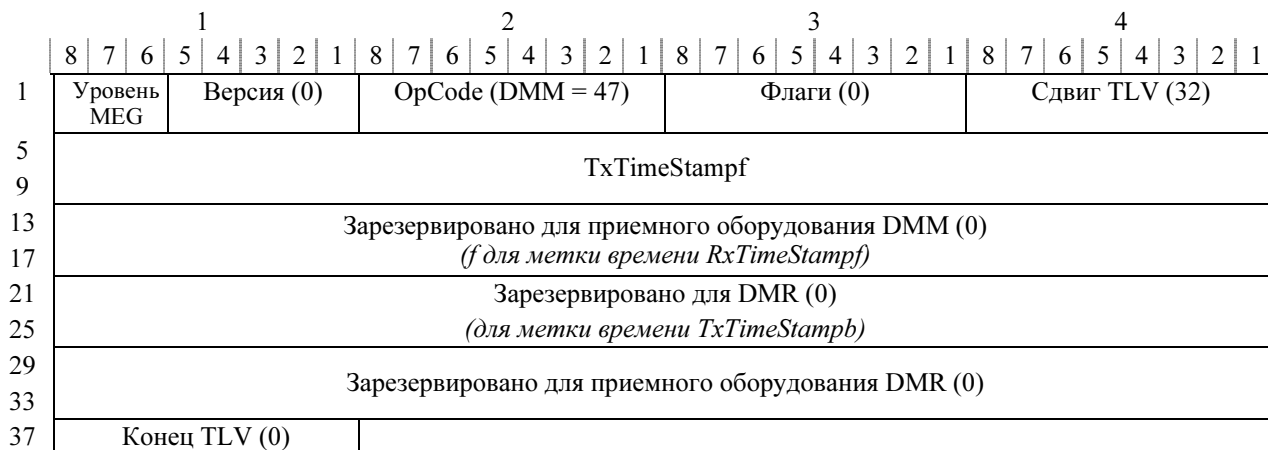 1 2 3 4
8 7 6 5 4 3 2 1 8 7 6 5 4 3 2 1 8 7 6 5 4 3 2 1 8 7 6 5 4 3 2 1
1 Уровень MEG Версия (0) OpCode (DMM = 47) Флаги (0) Сдвиг TLV (32)
5
TxTimeStampf
9
13 Зарезервировано для приемного оборудования DMM (0)
17 (f для метки времени RxTimeStampf)
21 Зарезервировано для DMR (0)
25 (для метки времени TxTimeStampb)
29
Зарезервировано для приемного оборудования DMR (0)
33
37 Конец TLV (0)